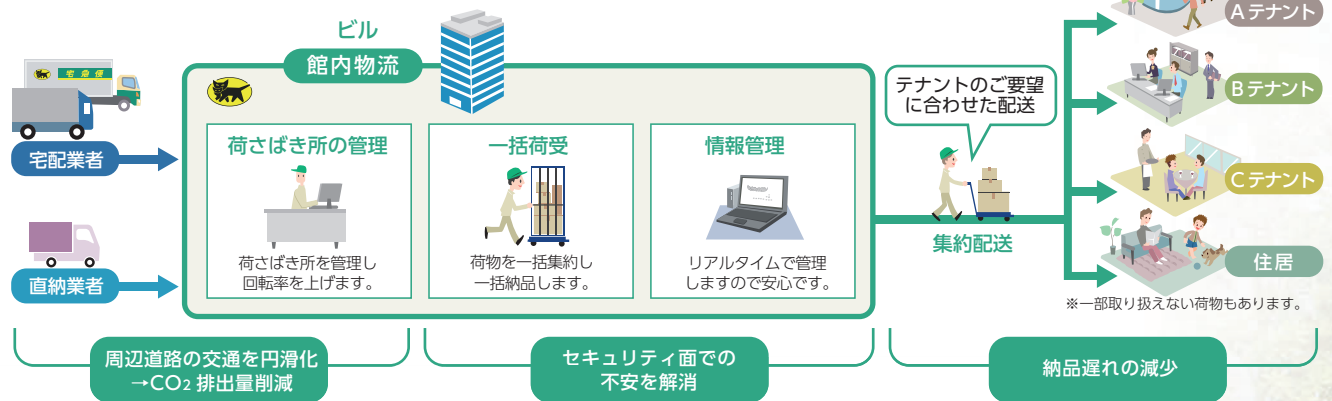 ビル
館内物流
宅急便
宅配業者
直納業者
荷さばき所の管理
荷さばき所を管理し
回転率を上げます。
一括荷受
荷物を一括集約し
一括納品します。
情報管理
リアルタイムで管理
しますので安心です。
テナントのご要望
に合わせた配送
集約配送
Aテナント
Bテナント
Cテナント
住居
※一部取り扱えない荷物もあります。
周辺道路の交通を円滑化
→CO2 排出量削減
セキュリティ面での
不安を解消
納品遅れの減少